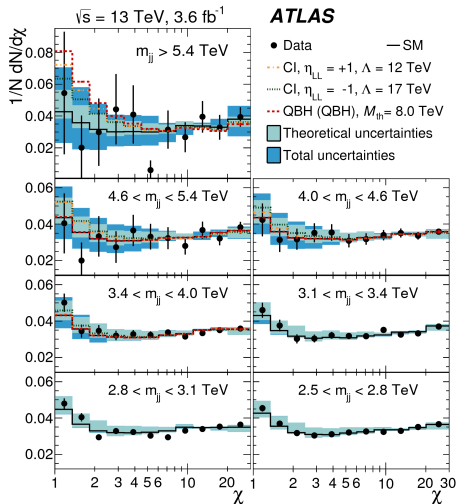 √s = 13 TeV, 3.6 fb⁻¹
ATLAS
1/N dN/dχ
0.08
0.06
0.04
0.02
m_jj > 5.4 TeV
Data
SM
CI, η_LL = +1, Λ = 12 TeV
CI, η_LL = -1, Λ = 17 TeV
QBH (QBH), M_th = 8.0 TeV
Theoretical uncertainties
Total uncertainties
0.06
0.04
0.02
4.6 < m_jj < 5.4 TeV
4.0 < m_jj < 4.6 TeV
0.06
0.04
0.02
3.4 < m_jj < 4.0 TeV
3.1 < m_jj < 3.4 TeV
0.06
0.04
0.02
2.8 < m_jj < 3.1 TeV
2.5 < m_jj < 2.8 TeV
1 2 3 4 5 6 10 20
1 2 3 4 5 6 10 20 30
χ
χ